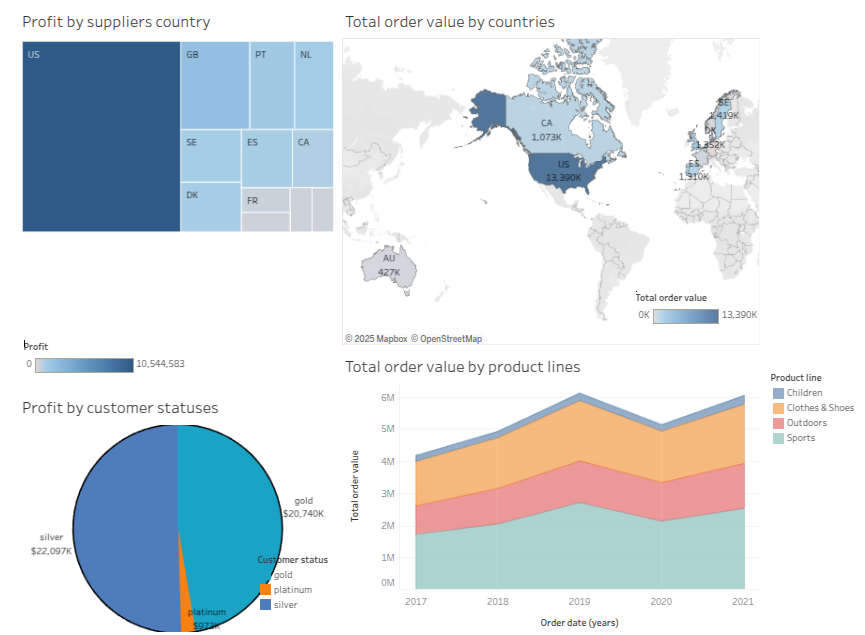 Profit by suppliers country
US
GB
PT
NL
SE
ES
CA
DK
FR
Profit
0
10,544,583
Total order value by countries
CA
1,073K
US
13,390K
SE
1,419K
DK
1,352K
ES
1,310K
AU
427K
Total order value
0K
13,390K
© 2025 Mapbox © OpenStreetMap
Profit by customer statuses
gold
$20,740K
silver
$22,097K
platinum
$973K
Customer status
gold
platinum
silver
Total order value by product lines
Total order value
6M
5M
4M
3M
2M
1M
0M
2017
2018
2019
2020
2021
Order date (years)
Product line
Children
Clothes & Shoes
Outdoors
Sports